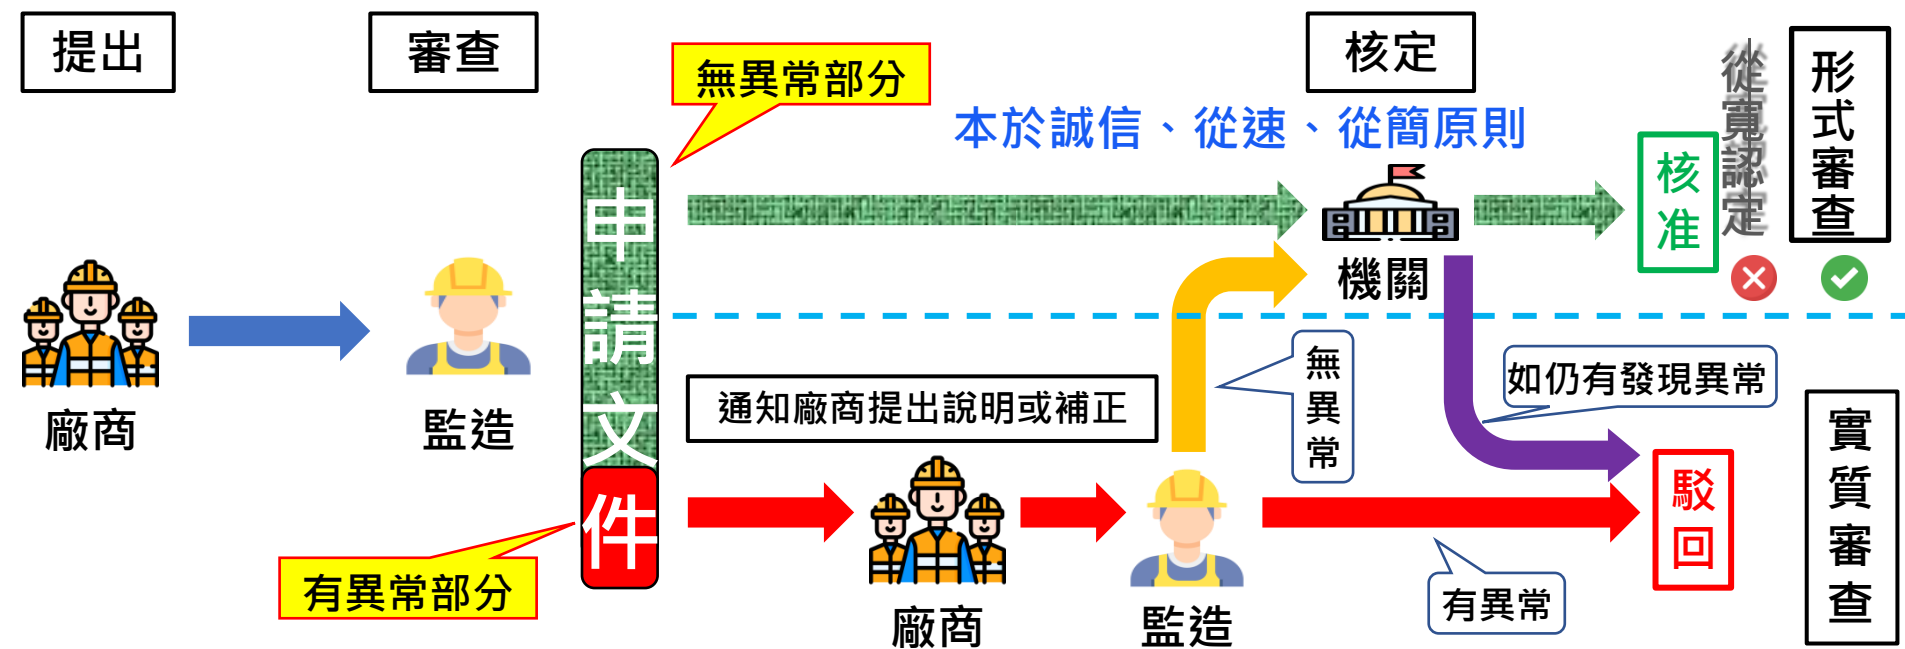 提出
審查
核定
無異常部分
本於誠信、從速、從簡原則
從寬認定
形式審查
核准
申請文件
機關
廠商
監造
通知廠商提出說明或補正
無異常
如仍有發現異常
實質審查
駁回
有異常部分
有異常
廠商
監造